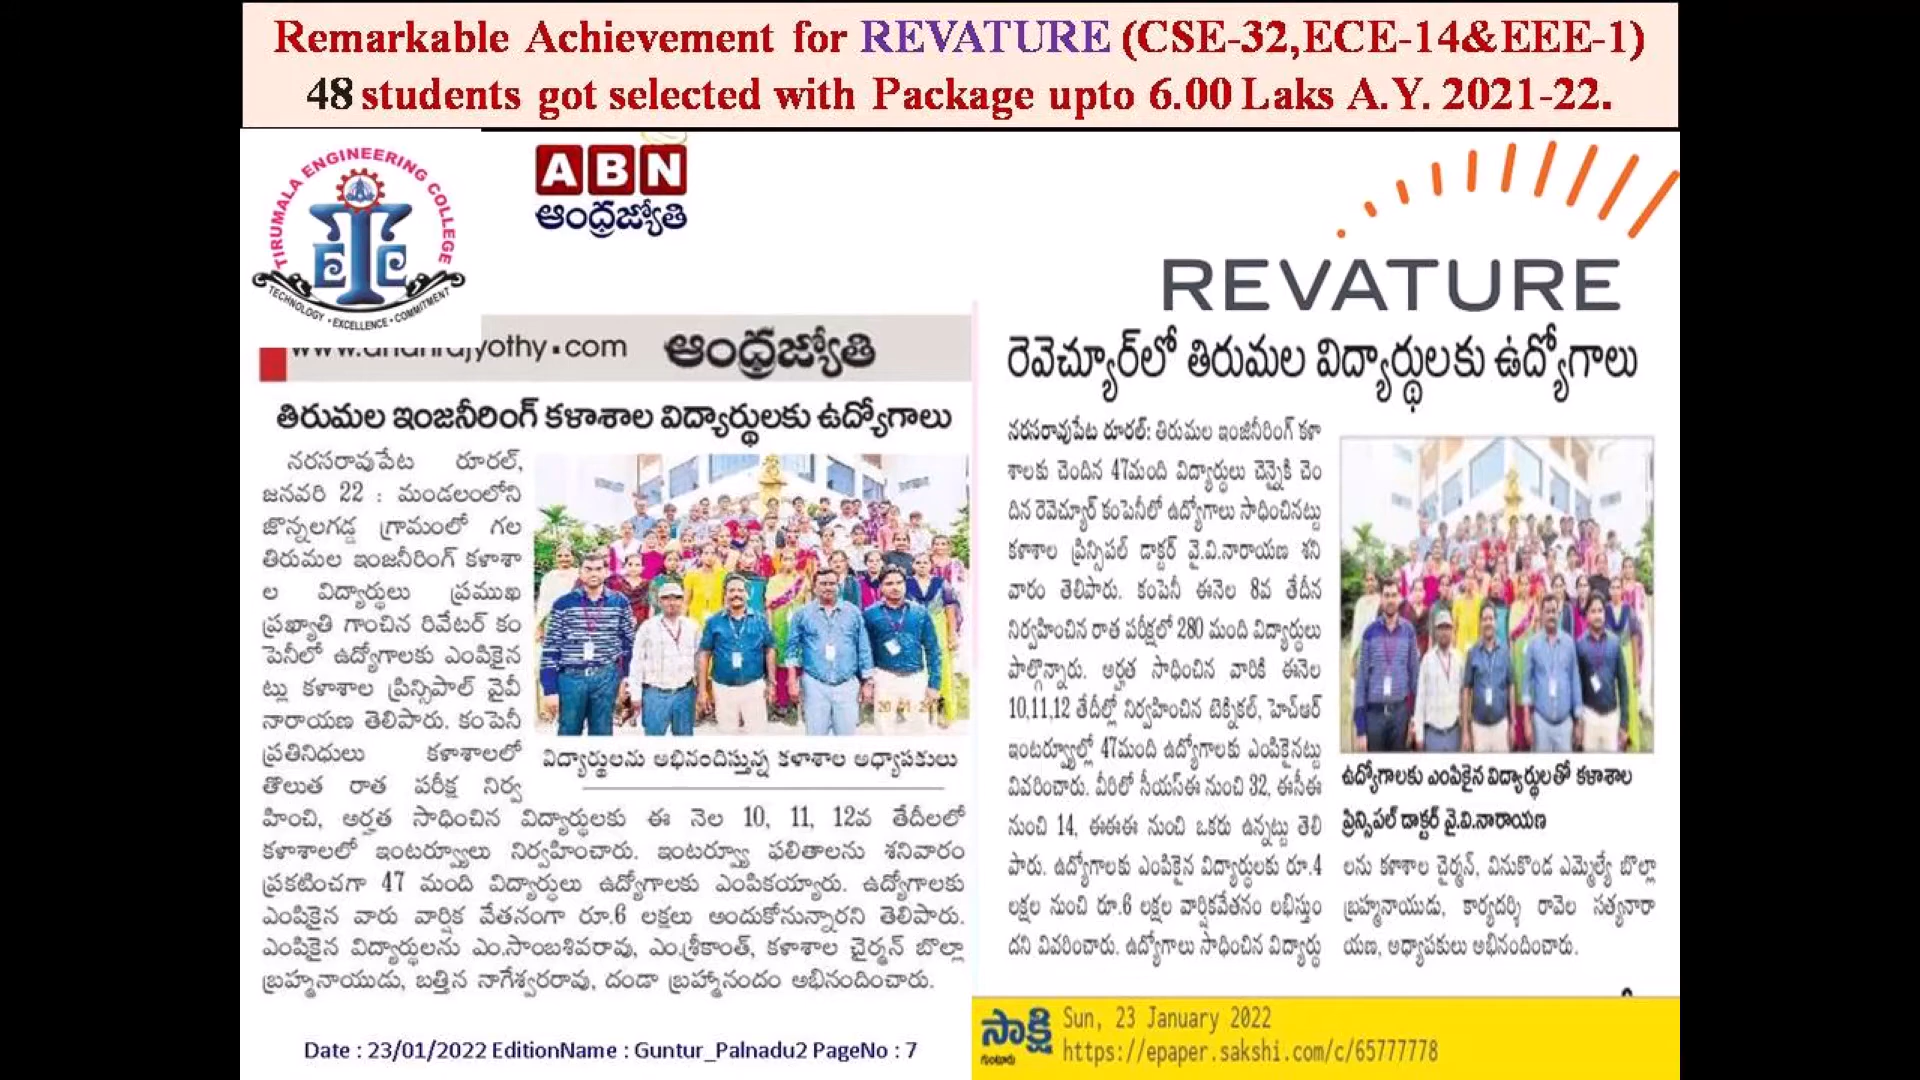 Remarkable Achievement for REVATURE (CSE-32,ECE-14&EEE-1)
48 students got selected with Package upto 6.00 Laks A.Y. 2021-22.
TIRUMALA ENGINEERING COLLEGE
TECHNOLOGY • EXCELLENCE • COMMITMENT
ABN
ఆంధ్రజ్యోతి
ఆంధ్రజ్యోతి
తిరుమల ఇంజనీరింగ్ కళాశాల విద్యార్థులకు ఉద్యోగాలు
నరసరావుపేట రూరల్,
జనవరి 22 : మండలంలోని
జొన్నలగడ్డ గ్రామంలో గల
తిరుమల ఇంజనీరింగ్ కళాశా
ల విద్యార్థులు ప్రముఖ
ప్రఖ్యాతి గాంచిన రివేటర్ కం
పెనీలో ఉద్యోగాలకు ఎంపికైన
ట్లు కళాశాల ప్రిన్సిపాల్ వైవీ
నారాయణ తెలిపారు. కంపెనీ
ప్రతినిధులు కళాశాలలో
తొలుత రాత పరీక్ష నిర్వ
హించి, అర్హత సాధించిన విద్యార్థులకు ఈ నెల 10, 11, 12వ తేదీలలో
కళాశాలలో ఇంటర్వ్యూలు నిర్వహించారు. ఇంటర్వ్యూ ఫలితాలను శనివారం
ప్రకటించగా 47 మంది విద్యార్థులు ఉద్యోగాలకు ఎంపికయ్యారు. ఉద్యోగాలకు
ఎంపికైన వారు వార్షిక వేతనంగా రూ.6 లక్షలు అందుకోనున్నారని తెలిపారు.
ఎంపికైన విద్యార్థులను ఎం.సాంబశివరావు, ఎం.శ్రీకాంత్, కళాశాల చైర్మన్ బొల్లా
బ్రహ్మనాయుడు, బత్తిన నాగేశ్వరరావు, దండా బ్రహ్మానందం అభినందించారు.
విద్యార్థులను అభినందిస్తున్న కళాశాల అధ్యాపకులు
Date : 23/01/2022 EditionName : Guntur_Palnadu2 PageNo : 7
REVATURE
రెవెచ్యూర్‌లో తిరుమల విద్యార్థులకు ఉద్యోగాలు
నరసరావుపేట రూరల్: తిరుమల ఇంజినీరింగ్ కళా
శాలకు చెందిన 47మంది విద్యార్థులు చెన్నైకి చెం
దిన రెవెచ్యూర్ కంపెనీలో ఉద్యోగాలు సాధించినట్టు
కళాశాల ప్రిన్సిపల్ డాక్టర్ వై.వి.నారాయణ శని
వారం తెలిపారు. కంపెనీ ఈనెల 8వ తేదీన
నిర్వహించిన రాత పరీక్షలో 280 మంది విద్యార్థులు
పాల్గొన్నారు. అర్హత సాధించిన వారికి ఈనెల
10,11,12 తేదీల్లో నిర్వహించిన టెక్నికల్, హెచ్ఆర్
ఇంటర్వ్యూల్లో 47మంది ఉద్యోగాలకు ఎంపికైనట్టు
వివరించారు. వీరిలో సీయస్ఈ నుంచి 32, ఈసీఈ
నుంచి 14, ఈఈఈ నుంచి ఒకరు ఉన్నట్టు తెలి
పారు. ఉద్యోగాలకు ఎంపికైన విద్యార్థులకు రూ.4
లక్షల నుంచి రూ.6 లక్షల వార్షికవేతనం లభిస్తుం
దని వివరించారు. ఉద్యోగాలు సాధించిన విద్యార్థు
ఉద్యోగాలకు ఎంపికైన విద్యార్థులతో కళాశాల
ప్రిన్సిపల్ డాక్టర్ వై.వి.నారాయణ
లను కళాశాల చైర్మన్, వినుకొండ ఎమ్మెల్యే బొల్లా
బ్రహ్మనాయుడు, కార్యదర్శి రావెల సత్యనారా
యణ, అధ్యాపకులు అభినందించారు.
సాక్షి
గుంటూరు
Sun, 23 January 2022
https://epaper.sakshi.com/c/65777778